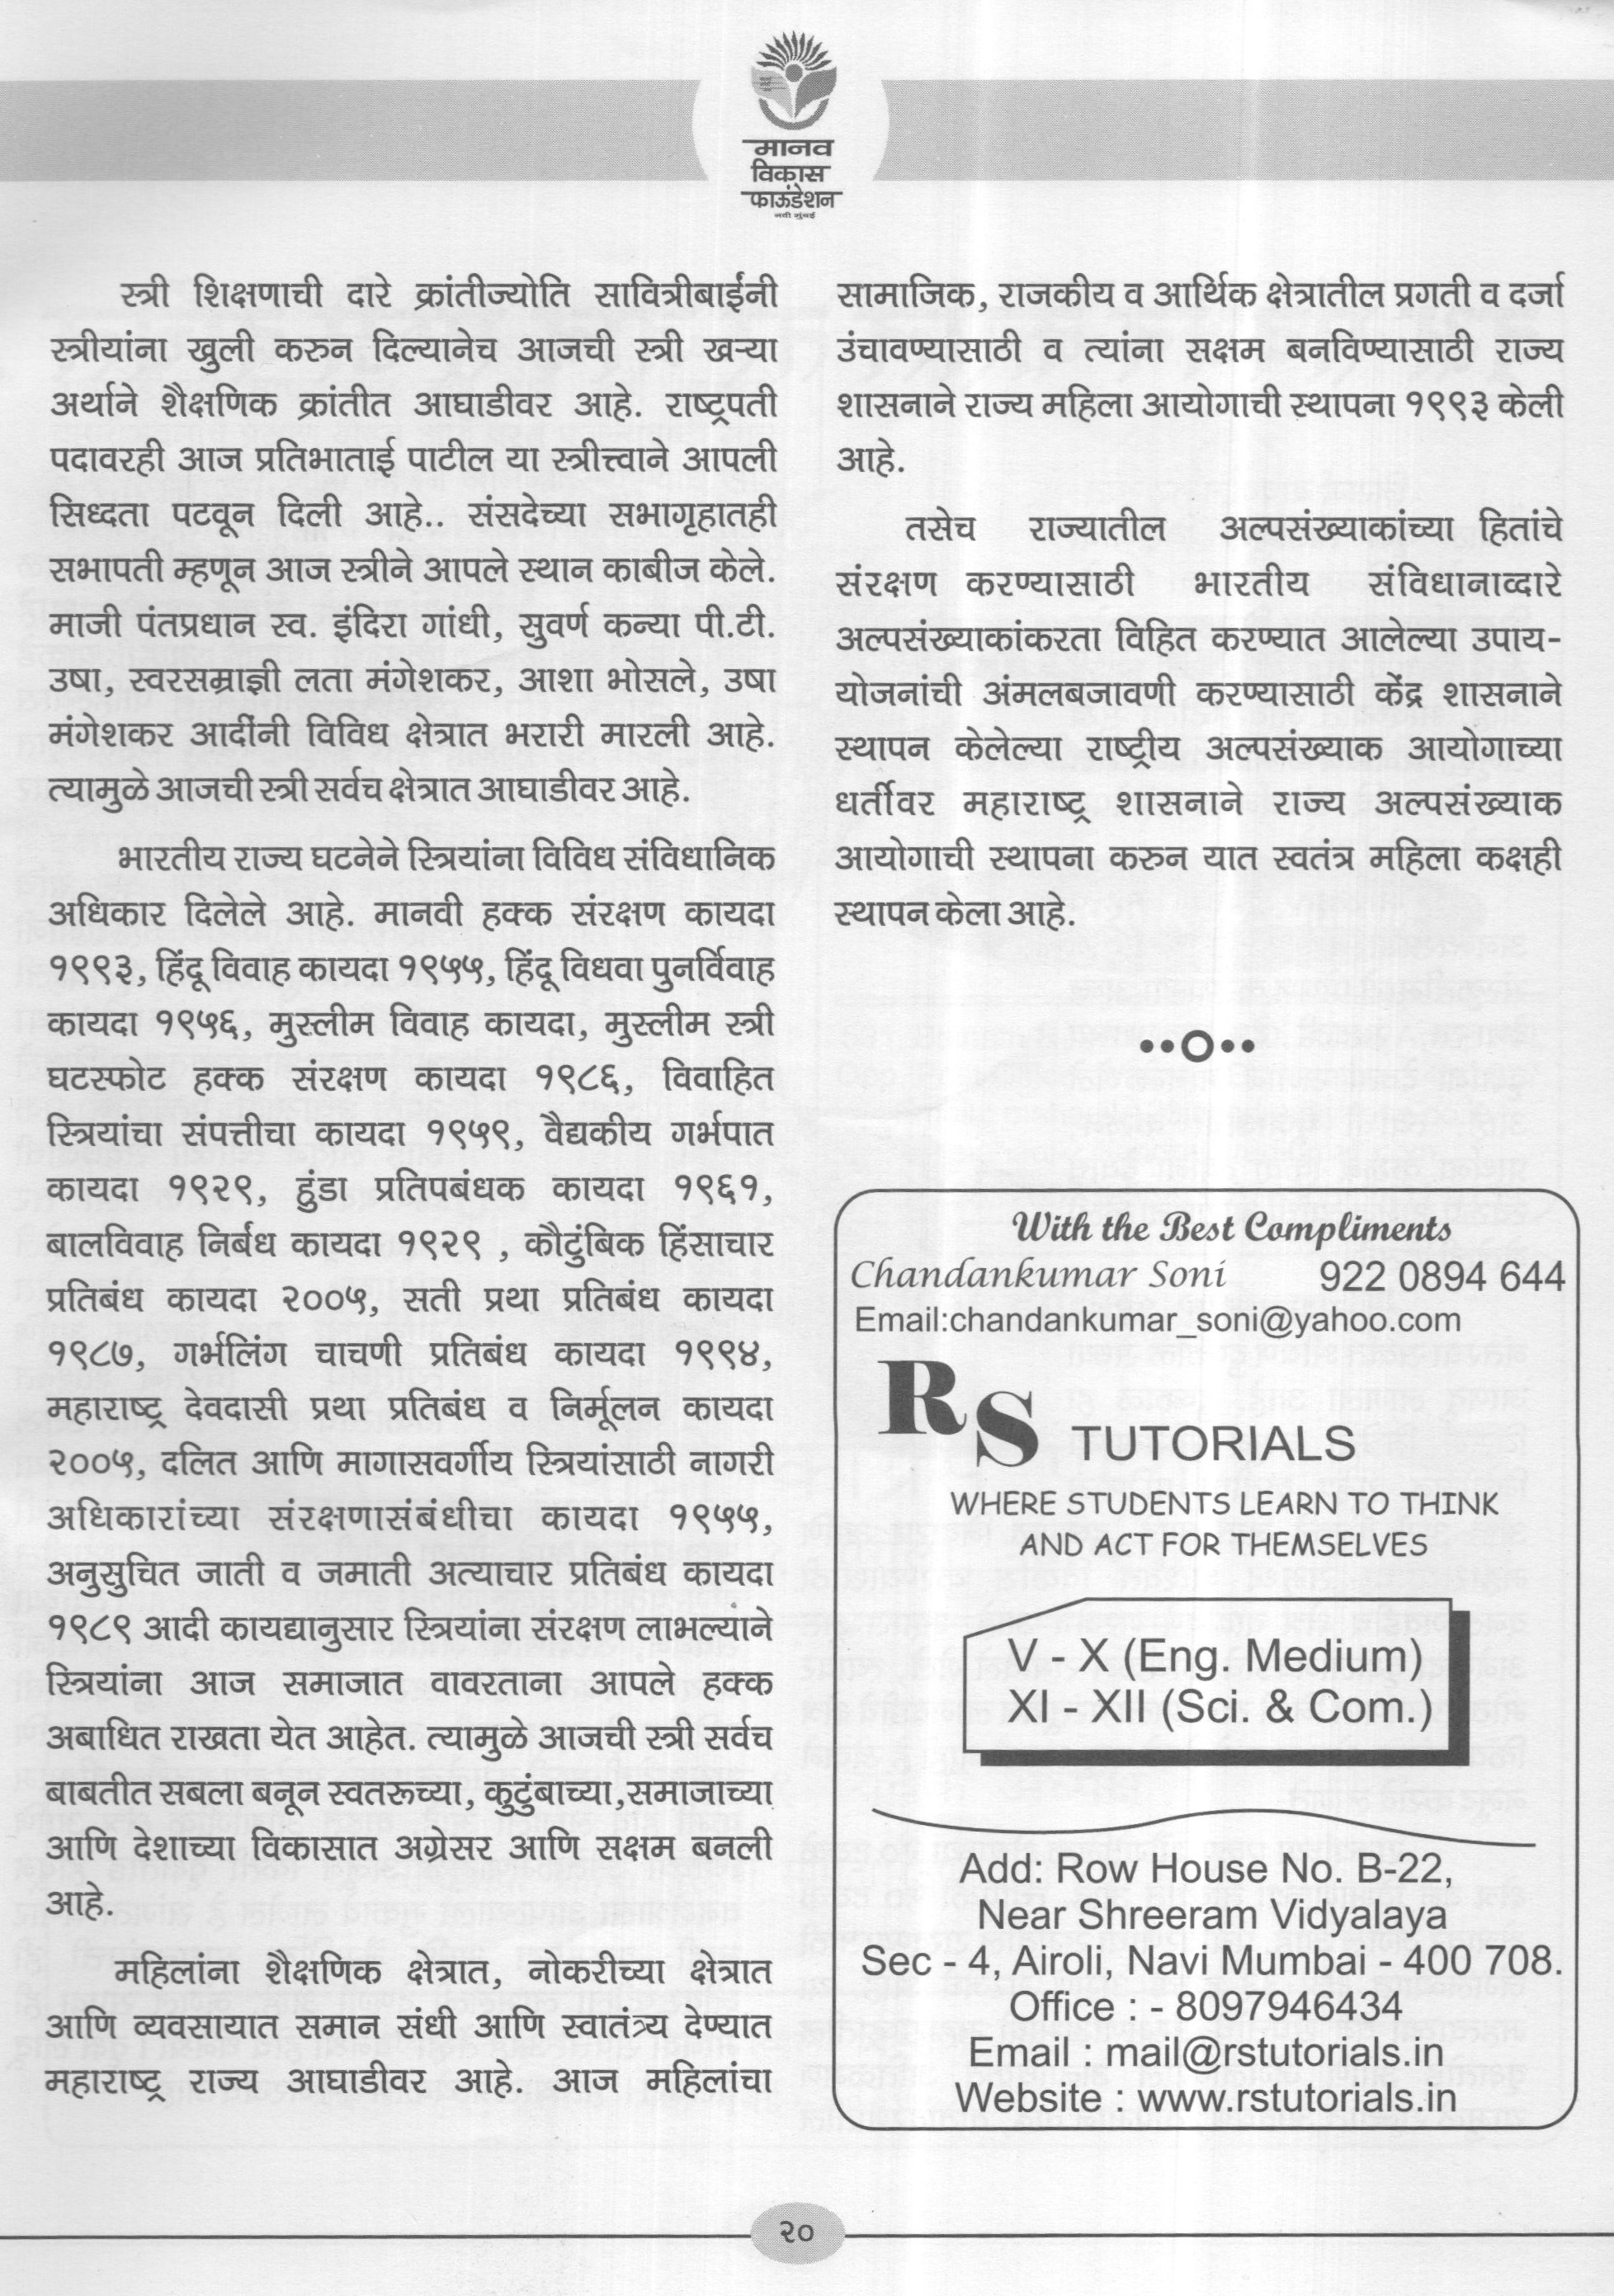 मानव
विकास
फाऊंडेशन
नवी मुंबई
स्त्री शिक्षणाची दारे क्रांतीज्योति सावित्रीबाईंनी
स्त्रीयांना खुली करुन दिल्यानेच आजची स्त्री खऱ्या
अर्थाने शैक्षणिक क्रांतीत आघाडीवर आहे. राष्ट्रपती
पदावरही आज प्रतिभाताई पाटील या स्त्रीत्त्वाने आपली
सिध्दता पटवून दिली आहे.. संसदेच्या सभागृहातही
सभापती म्हणून आज स्त्रीने आपले स्थान काबीज केले.
माजी पंतप्रधान स्व. इंदिरा गांधी, सुवर्ण कन्या पी.टी.
उषा, स्वरसम्राज्ञी लता मंगेशकर, आशा भोसले, उषा
मंगेशकर आदींनी विविध क्षेत्रात भरारी मारली आहे.
त्यामुळे आजची स्त्री सर्वच क्षेत्रात आघाडीवर आहे.
भारतीय राज्य घटनेने स्त्रियांना विविध संविधानिक
अधिकार दिलेले आहे. मानवी हक्क संरक्षण कायदा
१९९३, हिंदू विवाह कायदा १९५५, हिंदू विधवा पुनर्विवाह
कायदा १९५६, मुस्लीम विवाह कायदा, मुस्लीम स्त्री
घटस्फोट हक्क संरक्षण कायदा १९८६, विवाहित
स्त्रियांचा संपत्तीचा कायदा १९५९, वैद्यकीय गर्भपात
कायदा १९२९, हुंडा प्रतिपबंधक कायदा १९६१,
बालविवाह निर्बंध कायदा १९२९ , कौटुंबिक हिंसाचार
प्रतिबंध कायदा २००५, सती प्रथा प्रतिबंध कायदा
१९८७, गर्भलिंग चाचणी प्रतिबंध कायदा १९९४,
महाराष्ट्र देवदासी प्रथा प्रतिबंध व निर्मूलन कायदा
२००५, दलित आणि मागासवर्गीय स्त्रियांसाठी नागरी
अधिकारांच्या संरक्षणासंबंधीचा कायदा १९५५,
अनुसुचित जाती व जमाती अत्याचार प्रतिबंध कायदा
१९८९ आदी कायद्यानुसार स्त्रियांना संरक्षण लाभल्याने
स्त्रियांना आज समाजात वावरताना आपले हक्क
अबाधित राखता येत आहेत. त्यामुळे आजची स्त्री सर्वच
बाबतीत सबला बनून स्वतरूच्या, कुटुंबाच्या,समाजाच्या
आणि देशाच्या विकासात अग्रेसर आणि सक्षम बनली
आहे.
महिलांना शैक्षणिक क्षेत्रात, नोकरीच्या क्षेत्रात
आणि व्यवसायात समान संधी आणि स्वातंत्र्य देण्यात
महाराष्ट्र राज्य आघाडीवर आहे. आज महिलांचा
सामाजिक, राजकीय व आर्थिक क्षेत्रातील प्रगती व दर्जा
उंचावण्यासाठी व त्यांना सक्षम बनविण्यासाठी राज्य
शासनाने राज्य महिला आयोगाची स्थापना १९९३ केली
आहे.
तसेच राज्यातील अल्पसंख्याकांच्या हितांचे
संरक्षण करण्यासाठी भारतीय संविधानाव्दारे
अल्पसंख्याकांकरता विहित करण्यात आलेल्या उपाय-
योजनांची अंमलबजावणी करण्यासाठी केंद्र शासनाने
स्थापन केलेल्या राष्ट्रीय अल्पसंख्याक आयोगाच्या
धर्तीवर महाराष्ट्र शासनाने राज्य अल्पसंख्याक
आयोगाची स्थापना करुन यात स्वतंत्र महिला कक्षही
स्थापन केला आहे.
With the Best Compliments
Chandankumar Soni 922 0894 644
Email:chandankumar_soni@yahoo.com
RS TUTORIALS
WHERE STUDENTS LEARN TO THINK
AND ACT FOR THEMSELVES
V - X (Eng. Medium)
XI - XII (Sci. & Com.)
Add: Row House No. B-22,
Near Shreeram Vidyalaya
Sec - 4, Airoli, Navi Mumbai - 400 708.
Office : - 8097946434
Email : mail@rstutorials.in
Website : www.rstutorials.in
२०